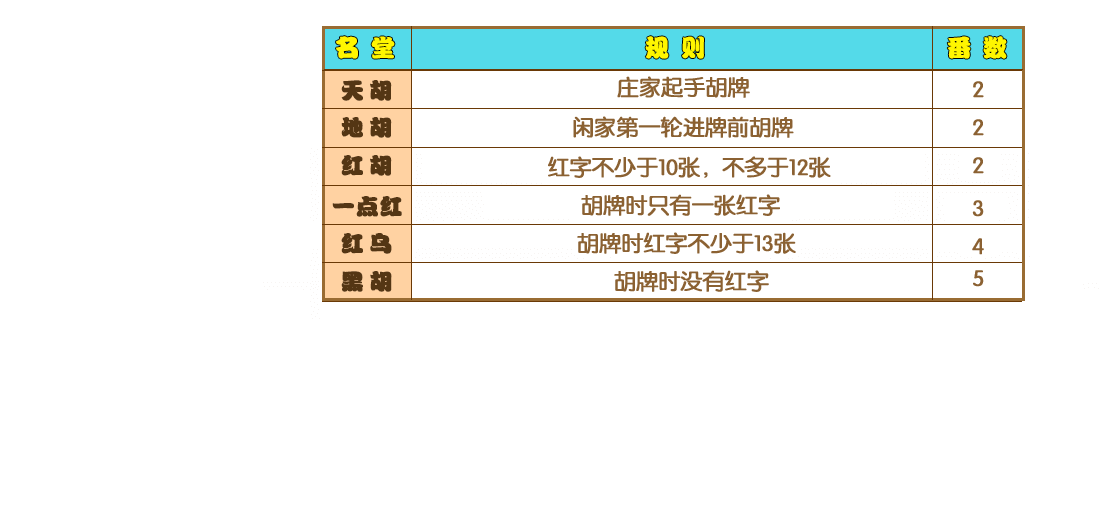 名堂 规则 番数
天胡 庄家起手胡牌 2
地胡 闲家第一轮进牌前胡牌 2
红胡 红字不少于10张，不多于12张 2
一点红 胡牌时只有一张红字 3
红乌 胡牌时红字不少于13张 4
黑胡 胡牌时没有红字 5